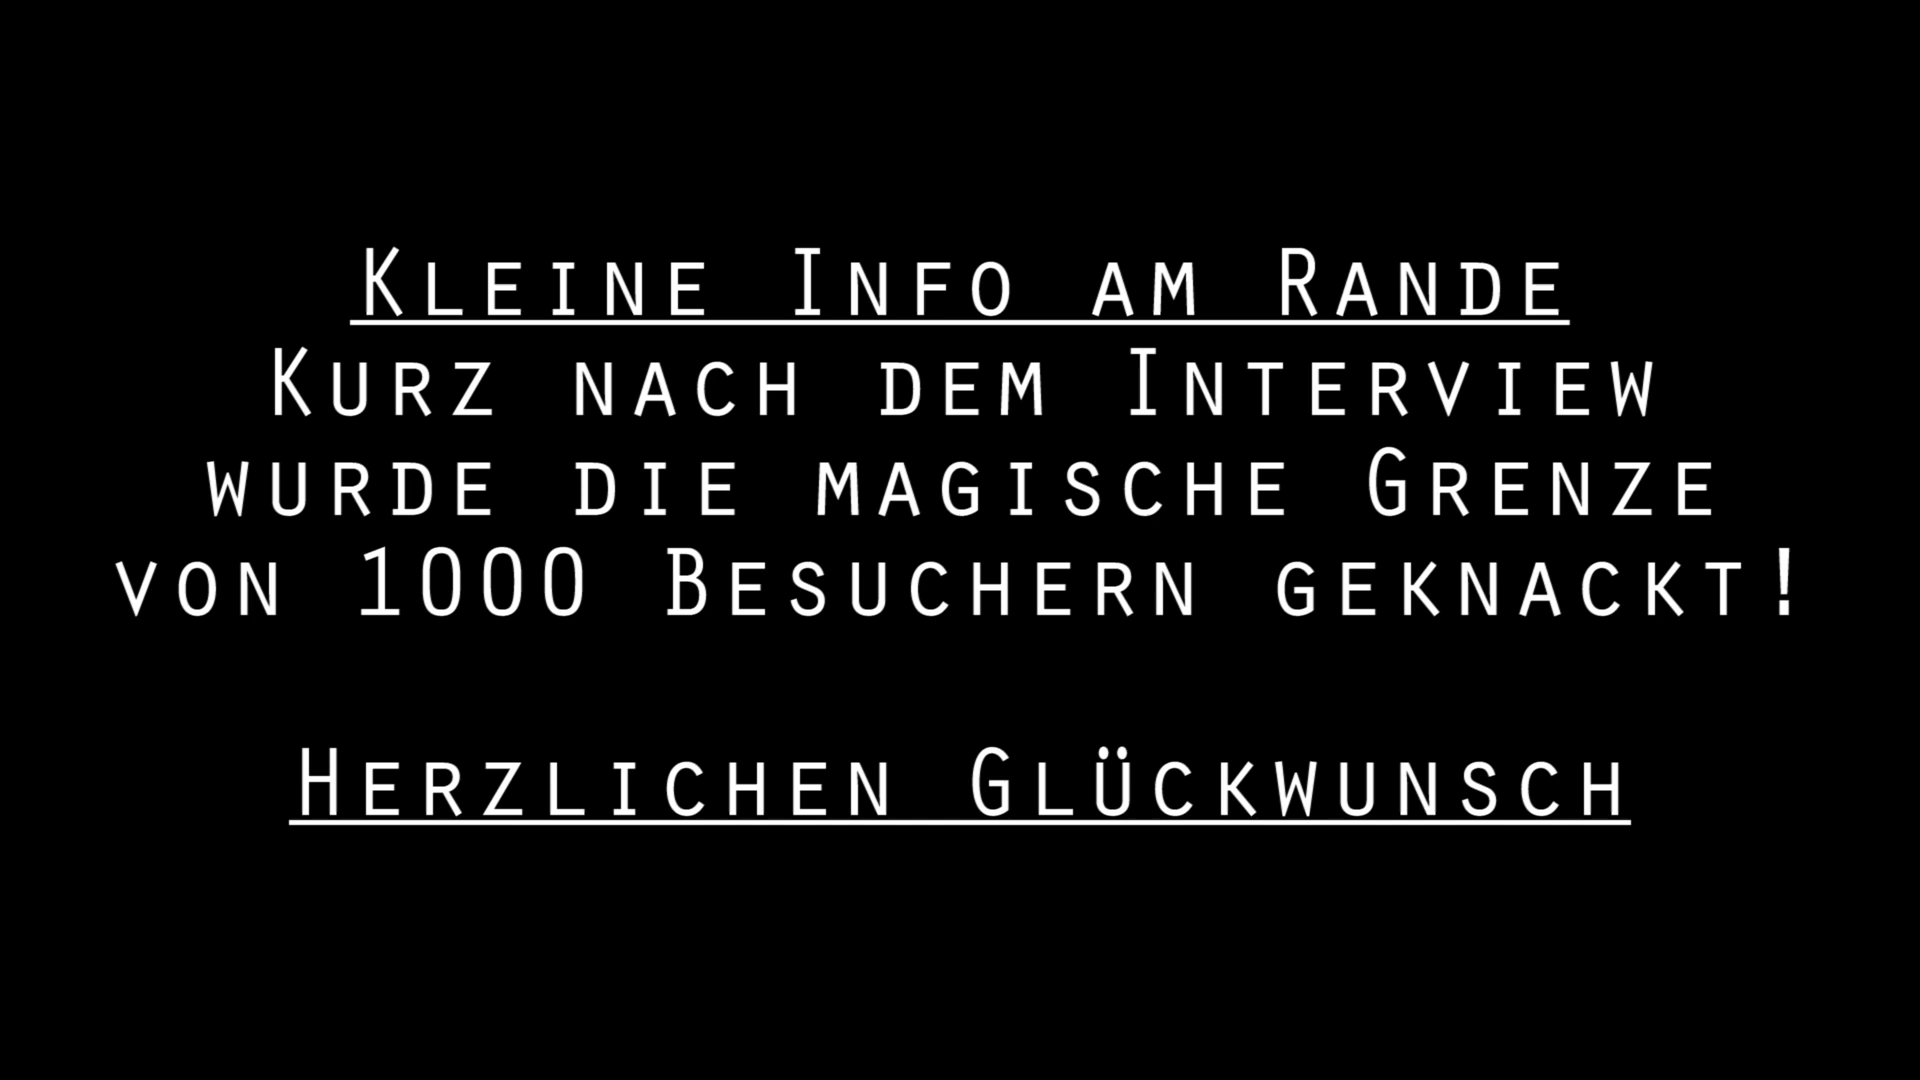 Kleine Info am Rande
Kurz nach dem Interview
wurde die magische Grenze
von 1000 Besuchern geknackt!
Herzlichen Glückwunsch